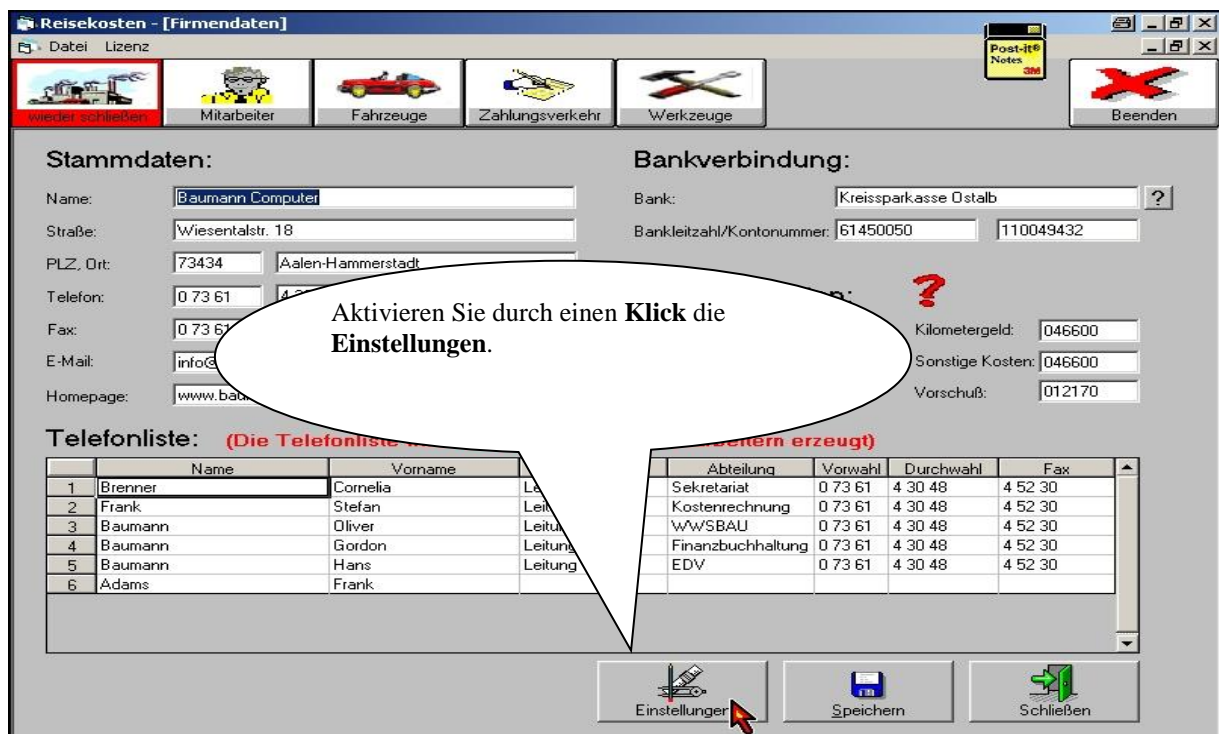 Reisekosten - [Firmendaten]
Datei Lizenz
Post-it®
Notes
3M
wieder schließen Mitarbeiter Fahrzeuge Zahlungsverkehr Werkzeuge Beenden
Stammdaten: Bankverbindung:
Name: Baumann Computer Bank: Kreissparkasse Ostalb ?
Straße: Wiesentalstr. 18 Bankleitzahl/Kontonummer: 61450050 110049432
PLZ, Ort: 73434 Aalen-Hammerstadt
Telefon: 0 73 61
Aktivieren Sie durch einen Klick die
Einstellungen.
Fax: 0 73 61 Kilometergeld: 046600
E-Mail: info@ Sonstige Kosten: 046600
Homepage: www.bau Vorschuß: 012170
Telefonliste: (Die Telefonliste erzeugt)
Name Vorname Abteilung Vorwahl Durchwahl Fax
1 Brenner Cornelia Le Sekretariat 0 73 61 4 30 48 4 52 30
2 Frank Stefan Leit Kostenrechnung 0 73 61 4 30 48 4 52 30
3 Baumann Oliver Leitun WWSBAU 0 73 61 4 30 48 4 52 30
4 Baumann Gordon Leitung Finanzbuchhaltung 0 73 61 4 30 48 4 52 30
5 Baumann Hans Leitung EDV 0 73 61 4 30 48 4 52 30
6 Adams Frank
Einstellungen Speichern Schließen